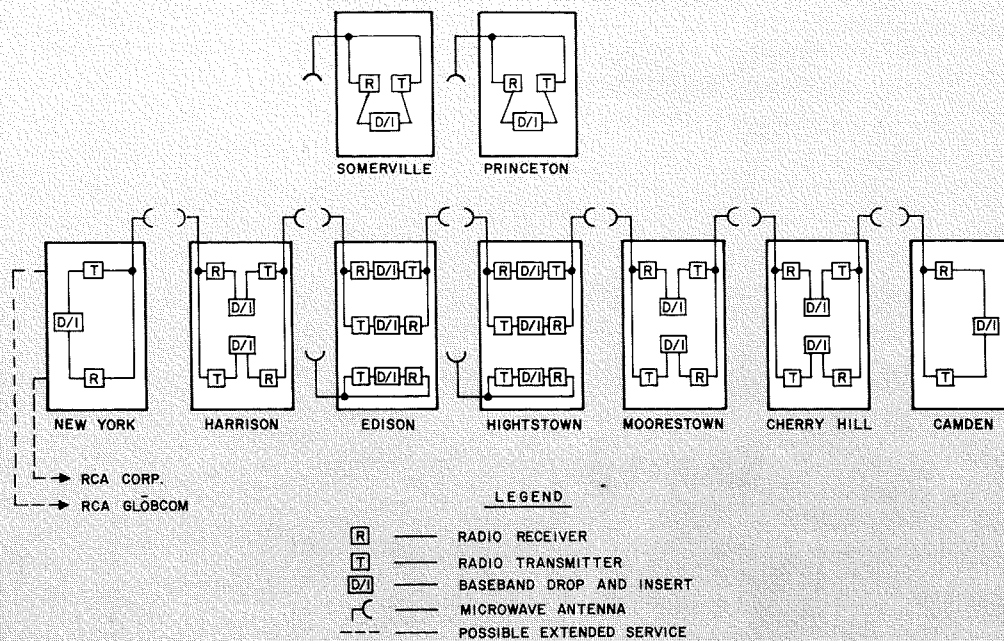 R T
D/I
SOMERVILLE
R T
D/I
PRINCETON
T
D/I
R
NEW YORK
R T
D/I
D/I
T R
HARRISON
R D/I T
T D/I R
T D/I R
EDISON
R D/I T
T D/I R
T D/I R
HIGHTSTOWN
R T
D/I
D/I
T R
MOORESTOWN
R T
D/I
D/I
T R
CHERRY HILL
R
D/I
T
CAMDEN
RCA CORP.
RCA GLOBCOM
LEGEND
R RADIO RECEIVER
T RADIO TRANSMITTER
D/I BASEBAND DROP AND INSERT
MICROWAVE ANTENNA
POSSIBLE EXTENDED SERVICE